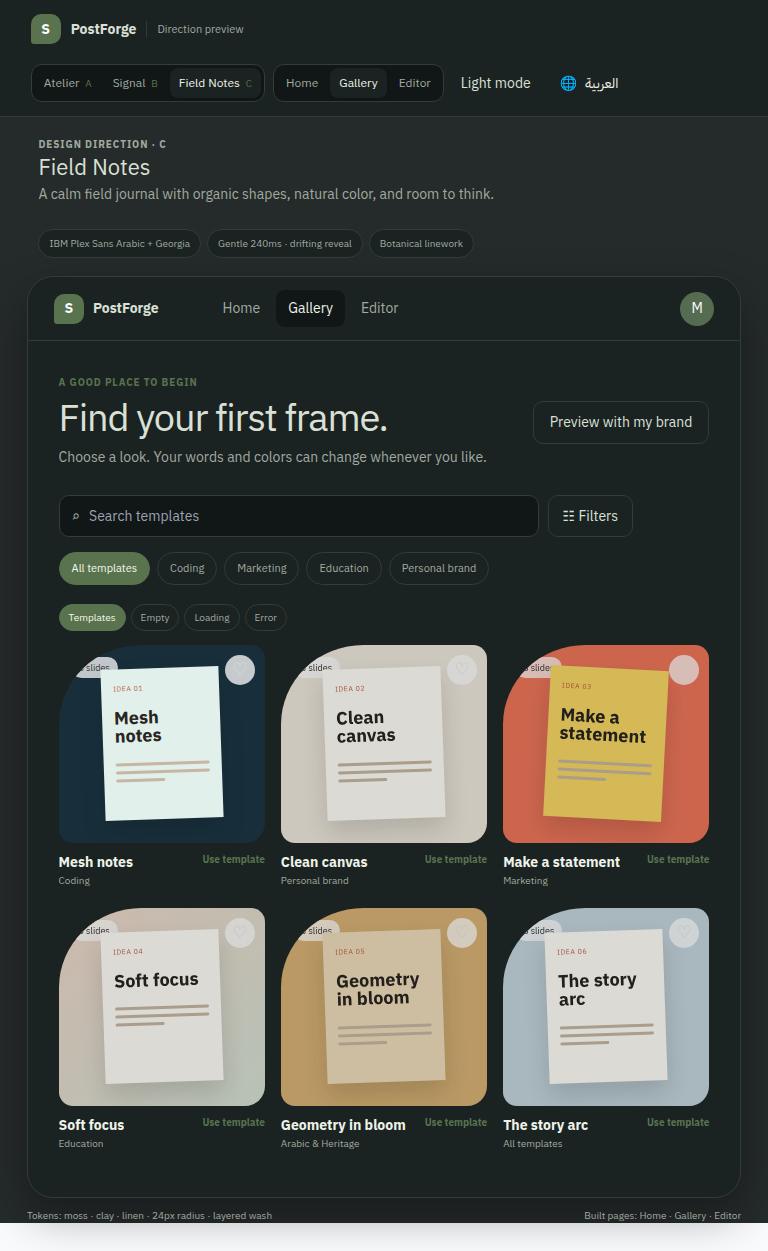 S PostForge Direction preview
Atelier A Signal B Field Notes C Home Gallery Editor Light mode العربية
DESIGN DIRECTION · C
Field Notes
A calm field journal with organic shapes, natural color, and room to think.
IBM Plex Sans Arabic + Georgia Gentle 240ms · drifting reveal Botanical linework
S PostForge Home Gallery Editor M
A GOOD PLACE TO BEGIN
Find your first frame.
Preview with my brand
Choose a look. Your words and colors can change whenever you like.
Search templates Filters
All templates Coding Marketing Education Personal brand
Templates Empty Loading Error
slides
IDEA 01
Mesh
notes
slides
IDEA 02
Clean
canvas
slides
IDEA 03
Make a
statement
Mesh notes Use template
Coding
Clean canvas Use template
Personal brand
Make a statement Use template
Marketing
slides
IDEA 04
Soft focus
slides
IDEA 05
Geometry
in bloom
slides
IDEA 06
The story
arc
Soft focus Use template
Education
Geometry in bloom Use template
Arabic & Heritage
The story arc Use template
All templates
Tokens: moss · clay · linen · 24px radius · layered wash
Built pages: Home · Gallery · Editor